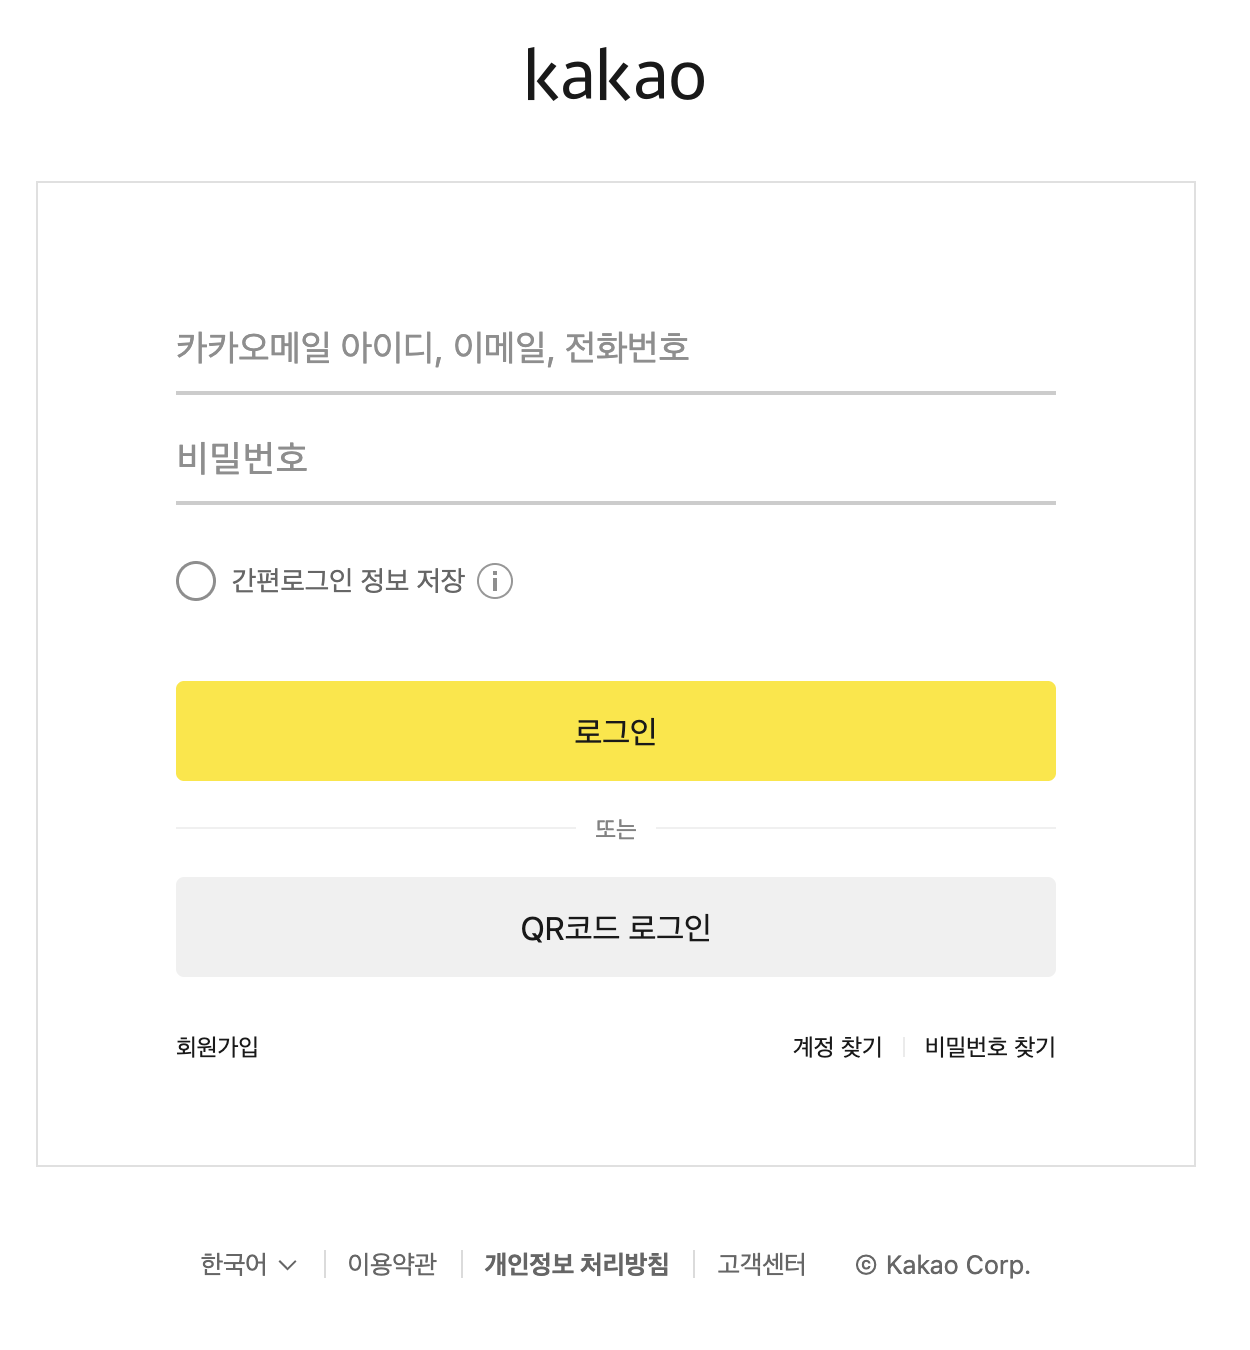 kakao
카카오메일 아이디, 이메일, 전화번호
비밀번호
간편로그인 정보 저장 i
로그인
또는
QR코드 로그인
회원가입 계정 찾기 비밀번호 찾기
한국어 이용약관 개인정보 처리방침 고객센터 © Kakao Corp.